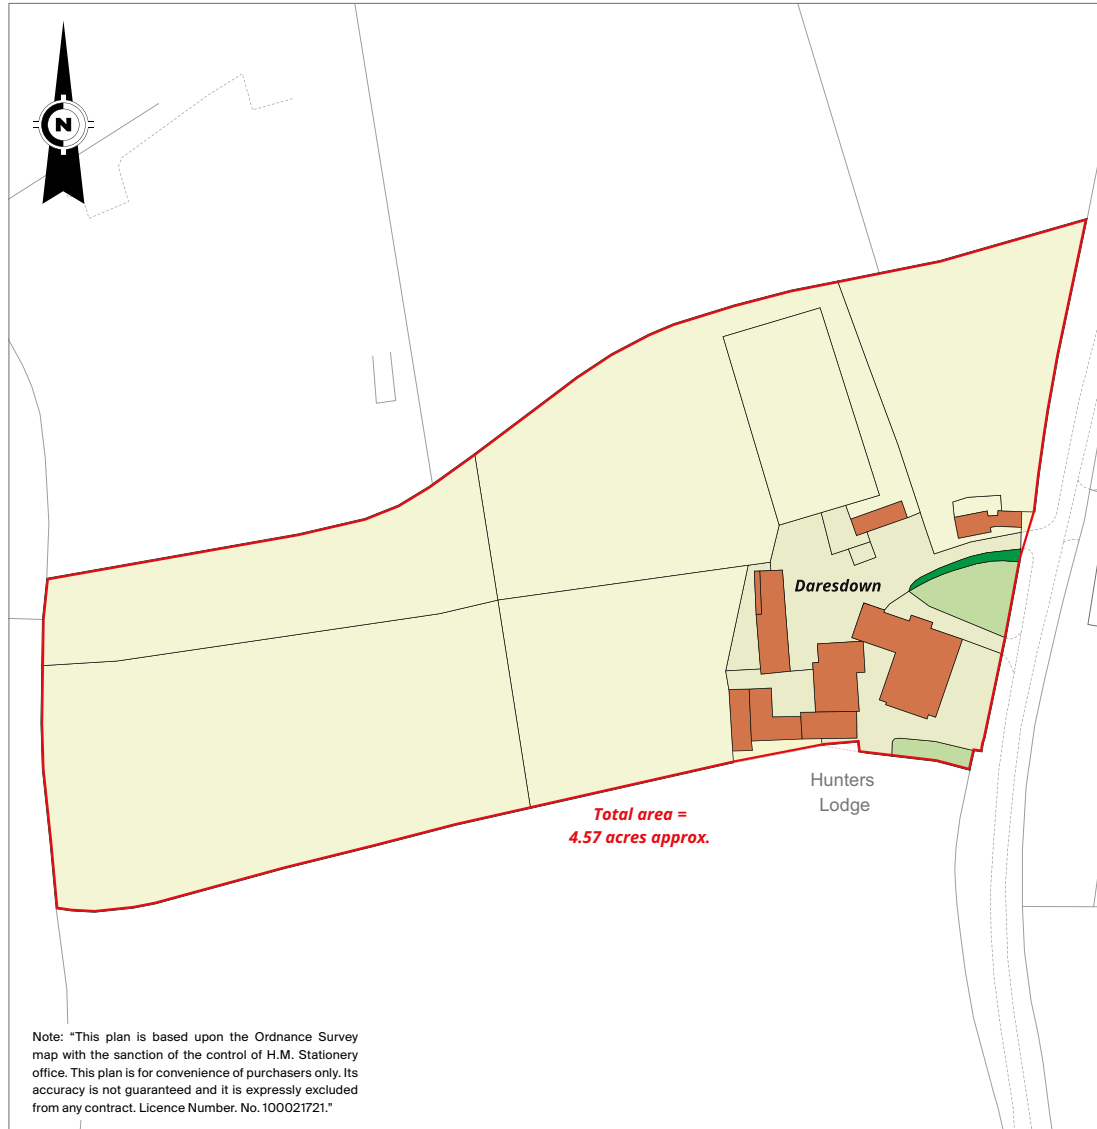 N
Daresdown
Hunters
Lodge
Total area =
4.57 acres approx.
Note: “This plan is based upon the Ordnance Survey
map with the sanction of the control of H.M. Stationery
office. This plan is for convenience of purchasers only. Its
accuracy is not guaranteed and it is expressly excluded
from any contract. Licence Number. No. 100021721.”